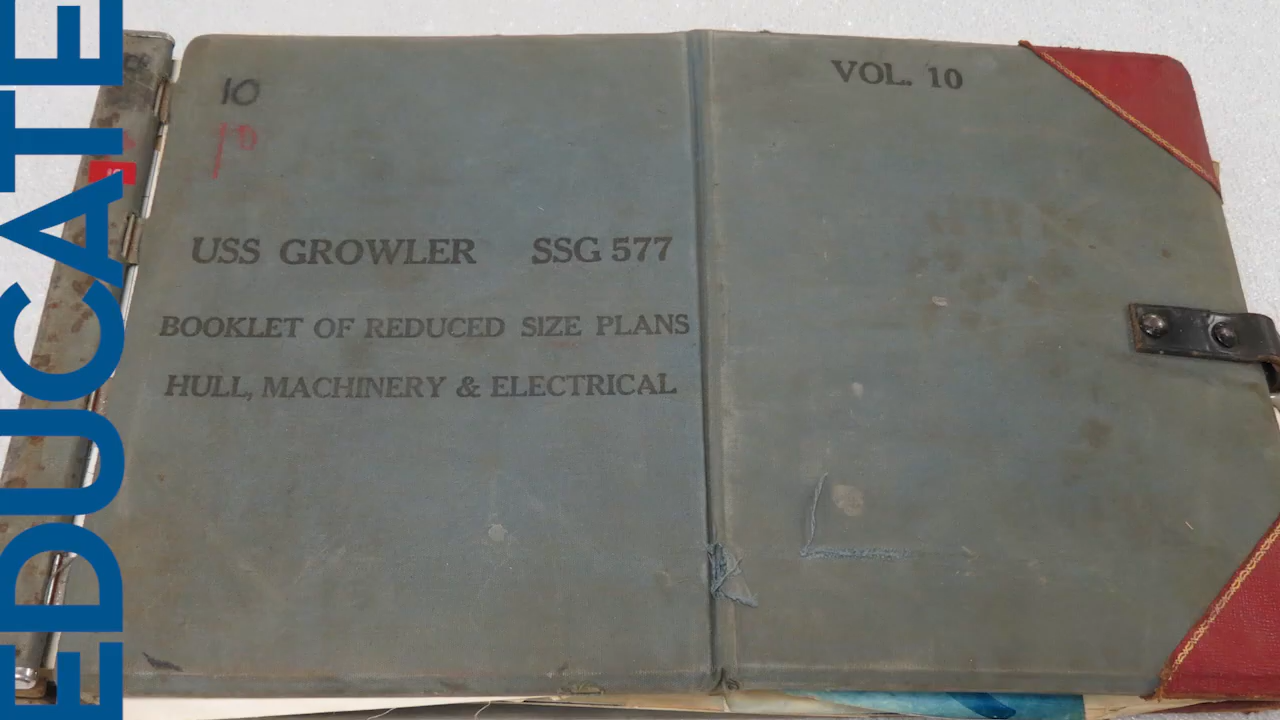 EDUCATE
10
VOL. 10
USS GROWLER SSG 577
BOOKLET OF REDUCED SIZE PLANS
HULL, MACHINERY & ELECTRICAL